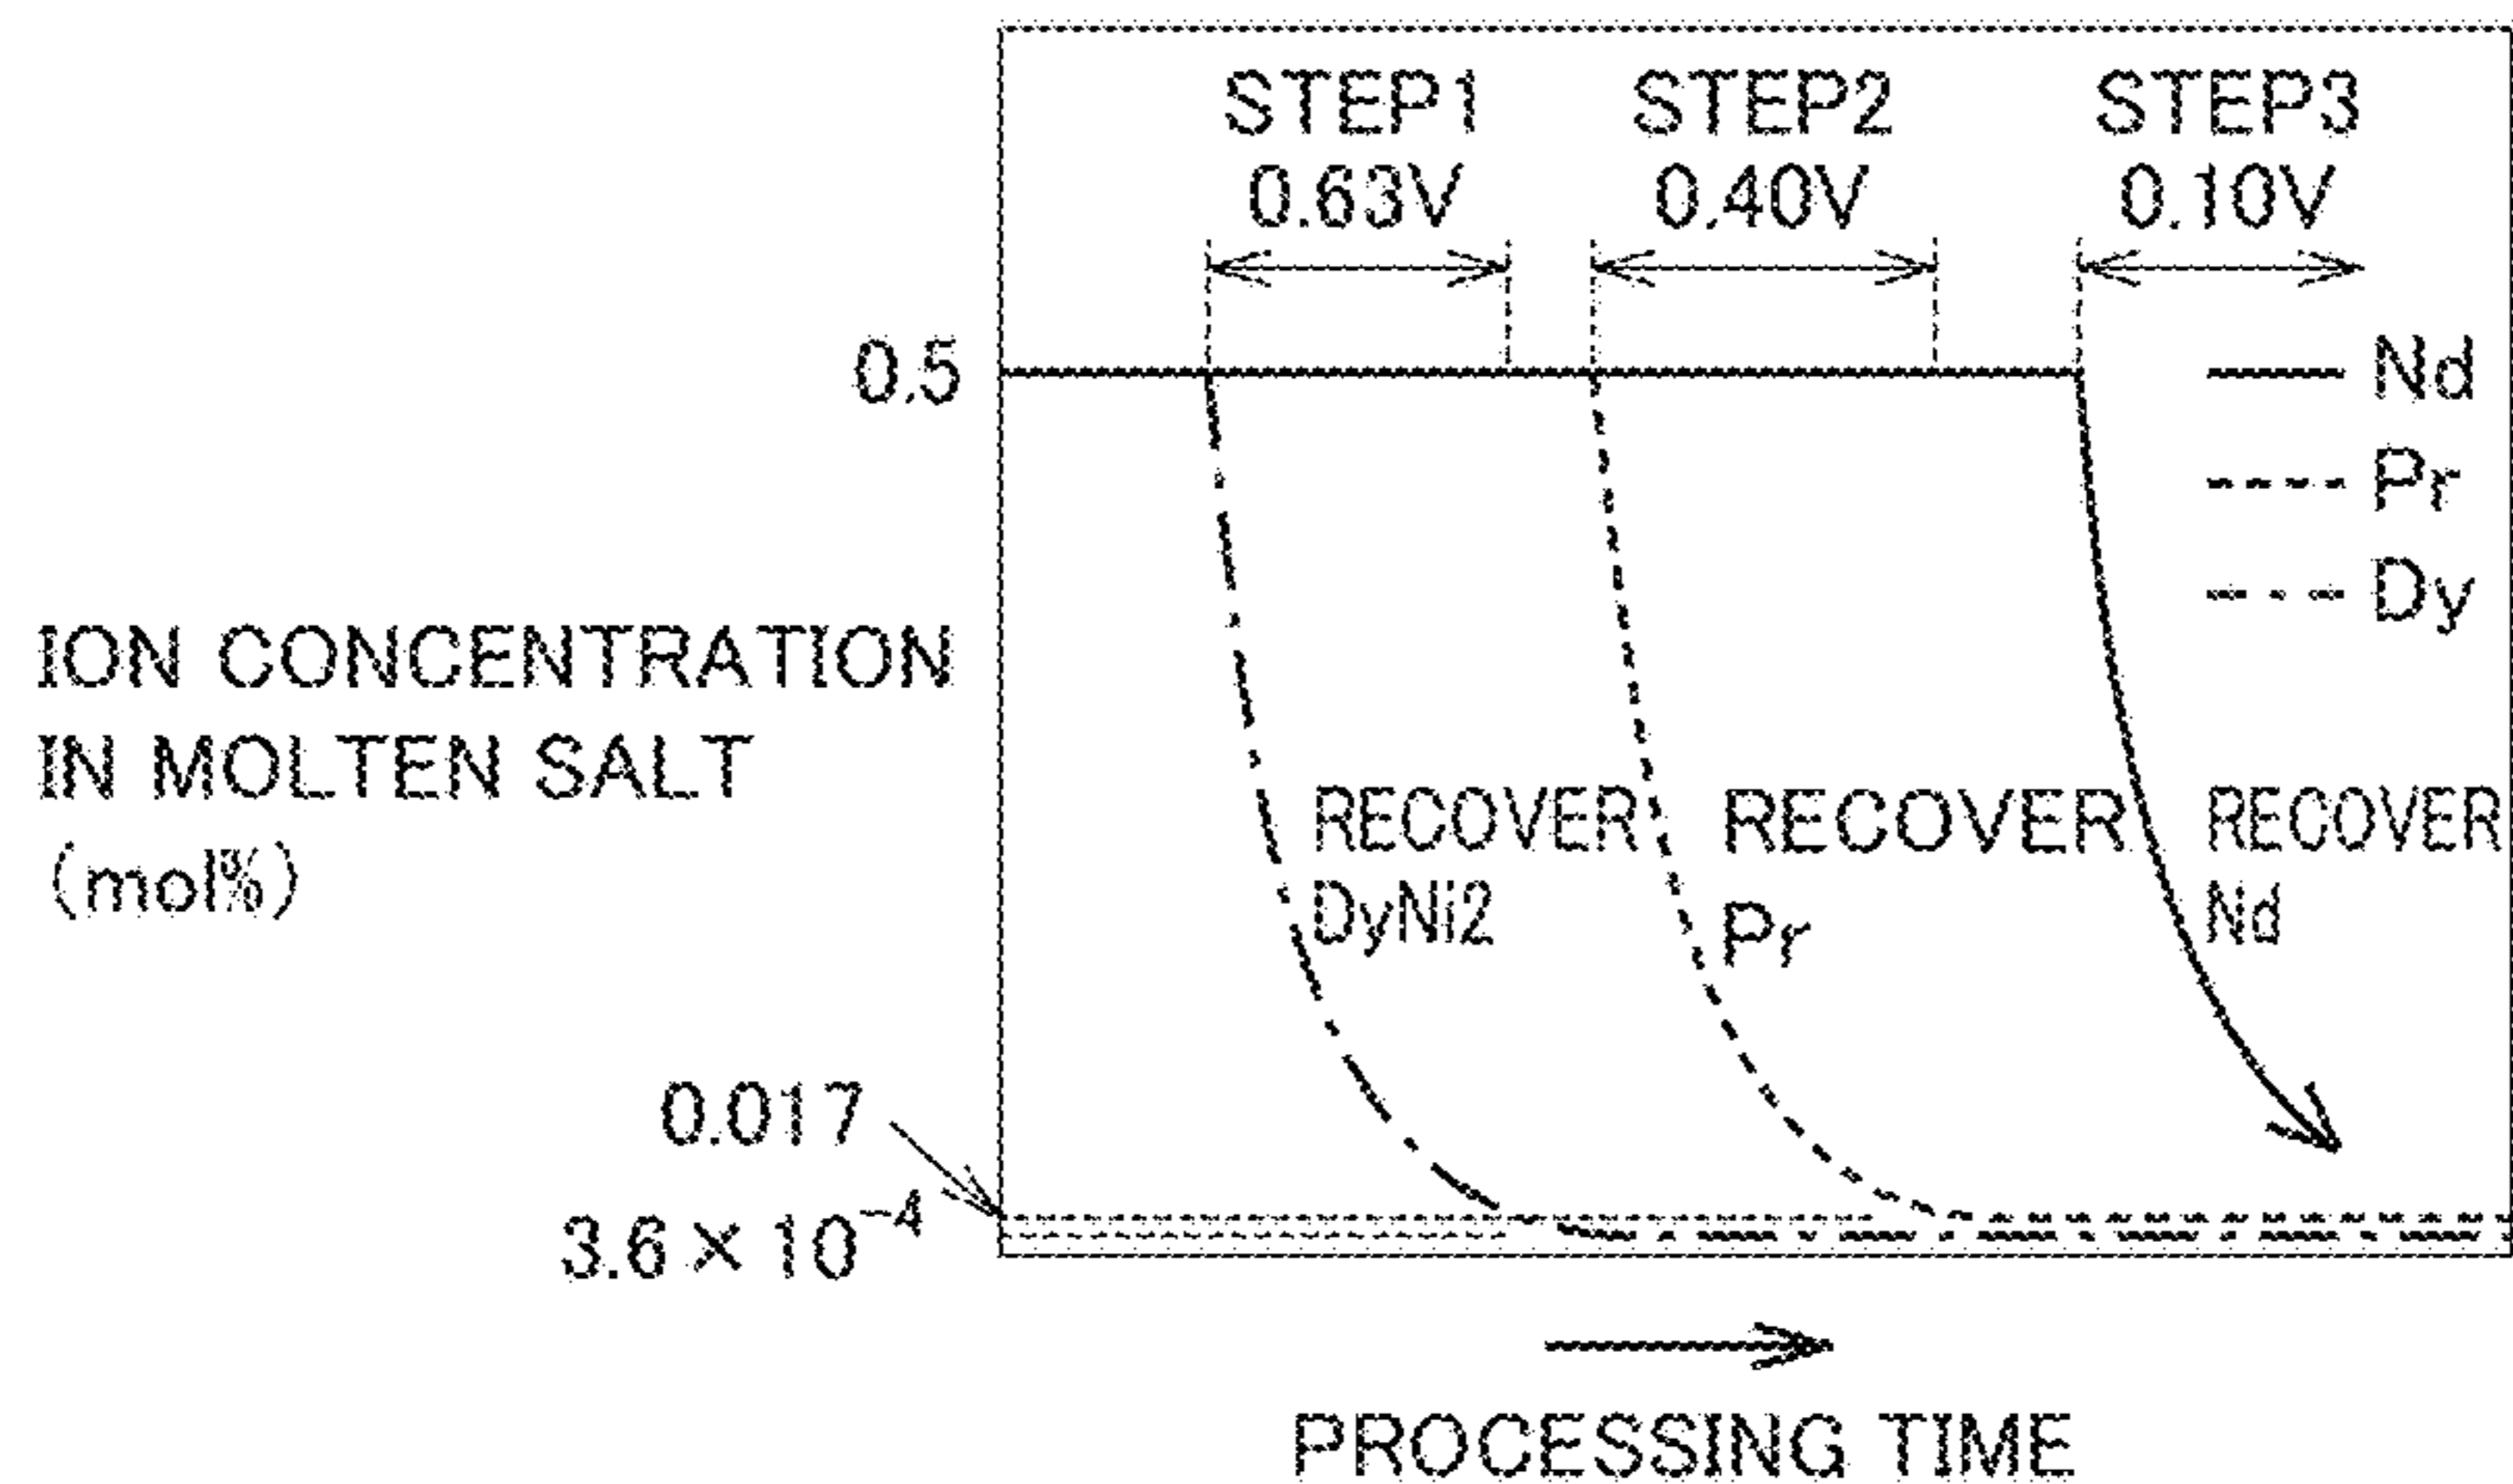 STEP1 STEP2 STEP3
0.63V 0.40V 0.10V
0.5
Nd
Pr
Dy
ION CONCENTRATION
IN MOLTEN SALT
(mol%)
RECOVER
DyNi2
RECOVER
Pr
RECOVER
Nd
0.017
3.6 × 10⁻⁴
PROCESSING TIME